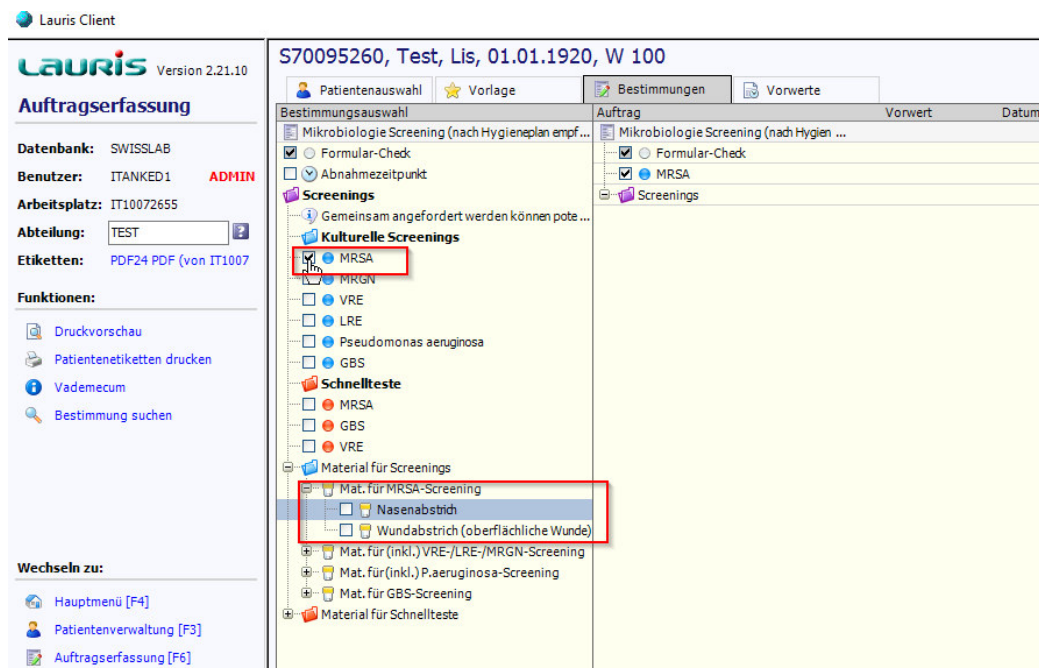 Lauris Client
Lauris Version 2.21.10
Auftragserfassung
Datenbank: SWISSLAB
Benutzer: ITANKED1 ADMIN
Arbeitsplatz: IT10072655
Abteilung: TEST ?
Etiketten: PDF24 PDF (von IT1007
Funktionen:
Druckvorschau
Patientenetiketten drucken
Vademecum
Bestimmung suchen
Wechseln zu:
Hauptmenü [F4]
Patientenverwaltung [F3]
Auftragserfassung [F6]
S70095260, Test, Lis, 01.01.1920, W 100
Patientenauswahl Vorlage Bestimmungen Vorwerte
Bestimmungsauswahl
Mikrobiologie Screening (nach Hygieneplan empf...
Formular-Check
Abnahmezeitpunkt
Screenings
Gemeinsam angefordert werden können pote ...
Kulturelle Screenings
MRSA
MRGN
VRE
LRE
Pseudomonas aeruginosa
GBS
Schnellteste
MRSA
GBS
VRE
Material für Screenings
Mat. für MRSA-Screening
Nasenabstrich
Wundabstrich (oberflächliche Wunde)
Mat. für (inkl.) VRE-/LRE-/MRGN-Screening
Mat. für(inkl.) P.aeruginosa-Screening
Mat. für GBS-Screening
Material für Schnellteste
Auftrag Vorwert Datum
Mikrobiologie Screening (nach Hygien ...
Formular-Check
MRSA
Screenings